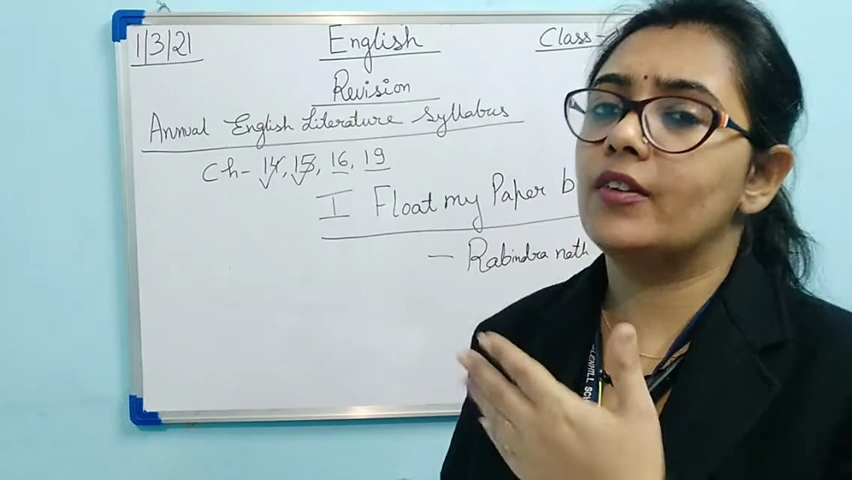 1/3/21
English
Class-
Revision
Annual English Literature Syllabus
Ch- 14, 15, 16, 19
I Float my Paper b
- Rabindra nath